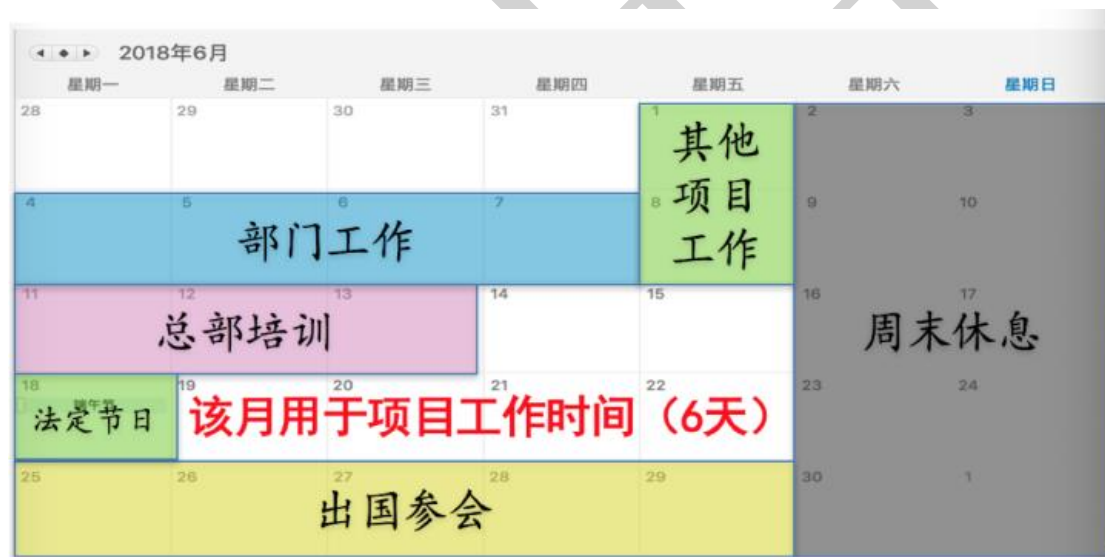 2018年6月
星期一 星期二 星期三 星期四 星期五 星期六 星期日
28 29 30 31 1 2 3
其他
项目
工作
4 5 6 7 8 9 10
部门工作
11 12 13 14 15 16 17
总部培训
周末休息
18 19 20 21 22 23 24
端午节
法定节日
该月用于项目工作时间（6天）
25 26 27 28 29 30 1
出国参会